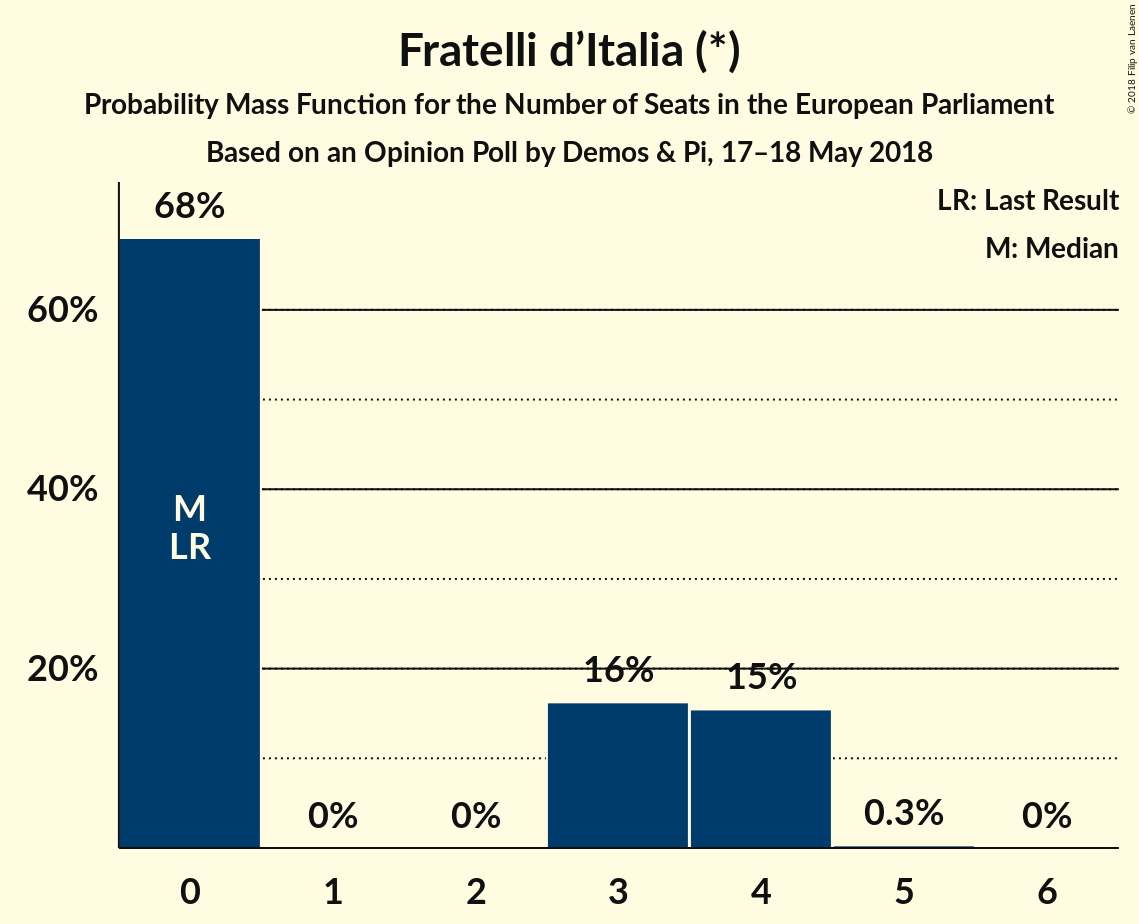 Fratelli d’Italia (*)
Probability Mass Function for the Number of Seats in the European Parliament
Based on an Opinion Poll by Demos & Pi, 17–18 May 2018
© 2018 Filip van Laenen
LR: Last Result
M: Median
68%
60%
40%
M
LR
20%
16%
15%
0%
0%
0.3%
0%
0
1
2
3
4
5
6